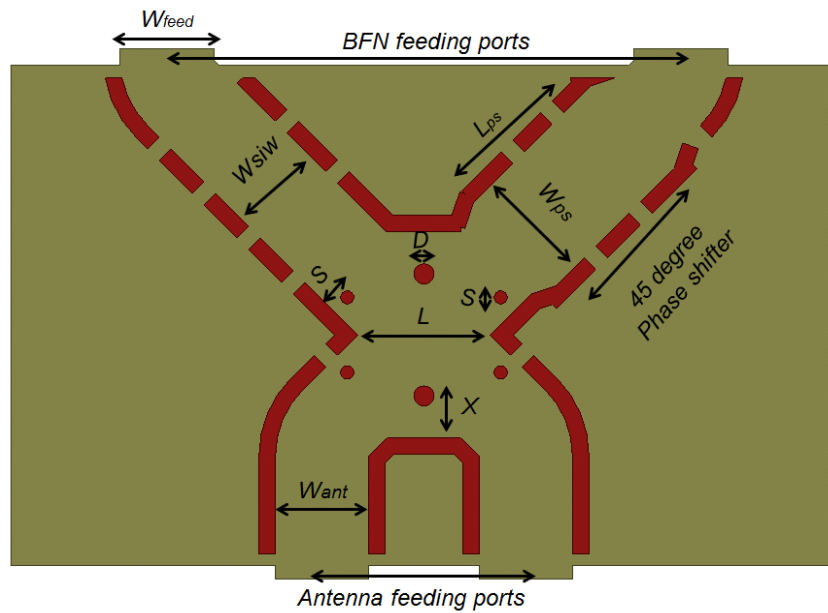 Wfeed
BFN feeding ports
Lps
Wsiw
Wps
D
S
S
L
45 degree
Phase shifter
X
Want
Antenna feeding ports